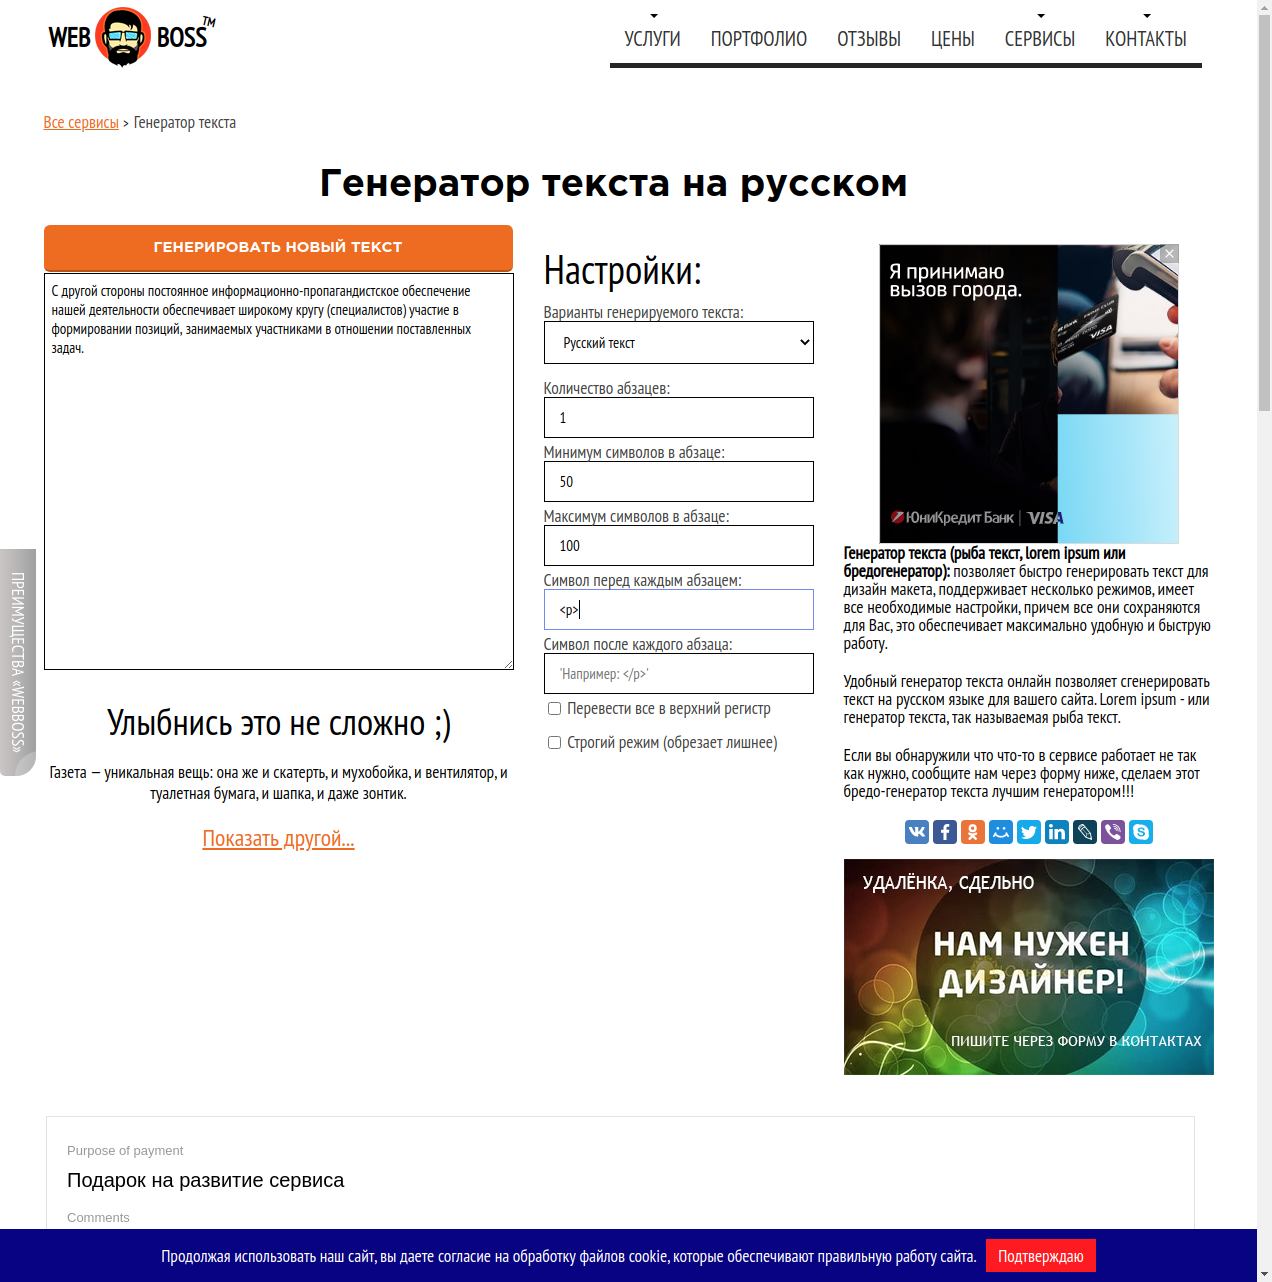 WEB BOSS™
УСЛУГИ ПОРТФОЛИО ОТЗЫВЫ ЦЕНЫ СЕРВИСЫ КОНТАКТЫ
Все сервисы > Генератор текста
Генератор текста на русском
ГЕНЕРИРОВАТЬ НОВЫЙ ТЕКСТ
С другой стороны постоянное информационно-пропагандистское обеспечение
нашей деятельности обеспечивает широкому кругу (специалистов) участие в
формировании позиций, занимаемых участниками в отношении поставленных
задач.
ПРЕИМУЩЕСТВА «WEBBOSS»
Улыбнись это не сложно ;)
Газета — уникальная вещь: она же и скатерть, и мухобойка, и вентилятор, и
туалетная бумага, и шапка, и даже зонтик.
Показать другой...
Настройки:
Варианты генерируемого текста:
Русский текст
Количество абзацев:
1
Минимум символов в абзаце:
50
Максимум символов в абзаце:
100
Символ перед каждым абзацем:
<p>
Символ после каждого абзаца:
'Например: </p>'
Перевести все в верхний регистр
Строгий режим (обрезает лишнее)
Я принимаю
вызов города.
VISA
ЮниКредит Банк | VISA
Генератор текста (рыба текст, lorem ipsum или
бредогенератор): позволяет быстро генерировать текст для
дизайн макета, поддерживает несколько режимов, имеет
все необходимые настройки, причем все они сохраняются
для Вас, это обеспечивает максимально удобную и быструю
работу.
Удобный генератор текста онлайн позволяет сгенерировать
текст на русском языке для вашего сайта. Lorem ipsum - или
генератор текста, так называемая рыба текст.
Если вы обнаружили что что-то в сервисе работает не так
как нужно, сообщите нам через форму ниже, сделаем этот
бредо-генератор текста лучшим генератором!!!
УДАЛЁНКА, СДЕЛЬНО
НАМ НУЖЕН
ДИЗАЙНЕР!
ПИШИТЕ ЧЕРЕЗ ФОРМУ В КОНТАКТАХ
Purpose of payment
Подарок на развитие сервиса
Comments
Продолжая использовать наш сайт, вы даете согласие на обработку файлов cookie, которые обеспечивают правильную работу сайта. Подтверждаю